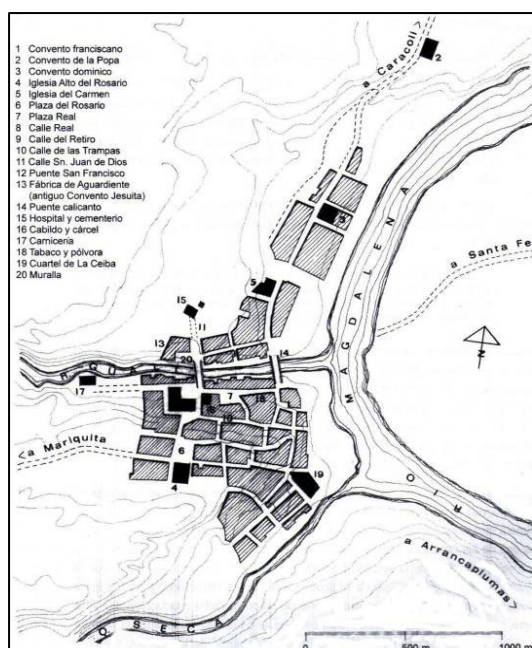 1 Convento franciscano
2 Convento de la Popa
3 Convento dominico
4 Iglesia Alto del Rosario
5 Iglesia del Carmen
6 Plaza del Rosario
7 Plaza Real
8 Calle Real
9 Calle del Retiro
10 Calle de las Trampas
11 Calle Sn. Juan de Dios
12 Puente San Francisco
13 Fábrica de Aguardiente
(antiguo Convento Jesuita)
14 Puente calicanto
15 Hospital y cementerio
16 Cabildo y cárcel
17 Carnicería
18 Tabaco y pólvora
19 Cuartel de La Ceiba
20 Muralla
a Caracolí >
2
3
MAGDALENA
RIO
a Santa Fe
N
5
15
11
13
20
14
17
7
18
<a Mariquita
6
4
19
a Arrancaplumas>
Q SECA
0
500 m
1000 m